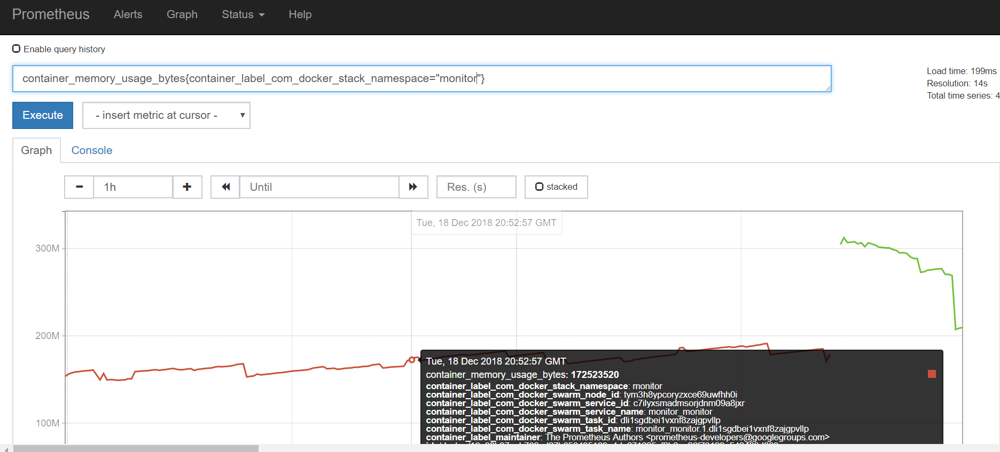 Prometheus Alerts Graph Status Help
Enable query history
container_memory_usage_bytes{container_label_com_docker_stack_namespace="monitor"}
Load time: 199ms
Resolution: 14s
Total time series: 4
Execute - insert metric at cursor -
Graph Console
1h Until Res. (s) stacked
Tue, 18 Dec 2018 20:52:57 GMT
300M
200M
100M
Tue, 18 Dec 2018 20:52:57 GMT
container_memory_usage_bytes: 172523520
container_label_com_docker_stack_namespace: monitor
container_label_com_docker_swarm_node_id: tym3h8ypcoryzxce69uwfhh0i
container_label_com_docker_swarm_service_id: c7ilyxsmadmsorjdnm09a8jxr
container_label_com_docker_swarm_service_name: monitor_monitor
container_label_com_docker_swarm_task_id: dli1sgdbei1vxnf8zajgpvllp
container_label_com_docker_swarm_task_name: monitor_monitor.1.dli1sgdbei1vxnf8zajgpvllp
container_label_maintainer: The Prometheus Authors <prometheus-developers@googlegroups.com>